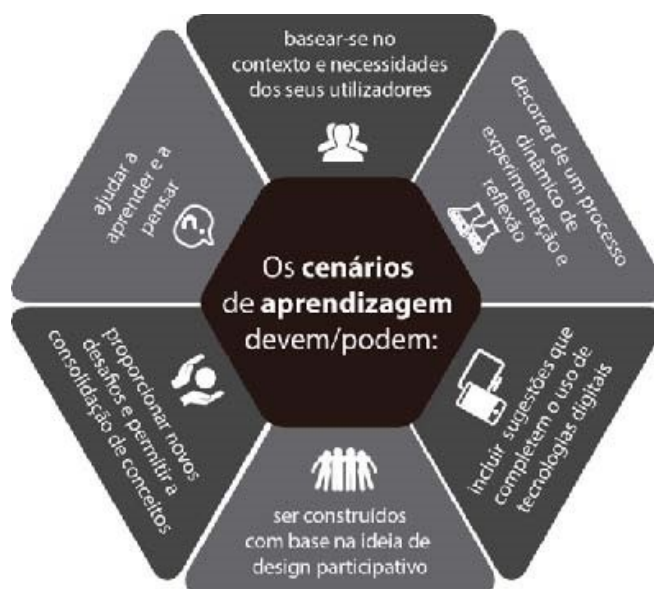 Os cenários
de aprendizagem
devem/podem:
basear-se no
contexto e necessidades
dos seus utilizadores
decorrer de um processo
dinâmico de
experimentação e
reflexão
incluir sugestões que
completem o uso de
tecnologias digitais
ser construídos
com base na ideia de
design participativo
proporcionar novos
desafios e permitir a
consolidação de conceitos
ajudar a
aprender e a
pensar